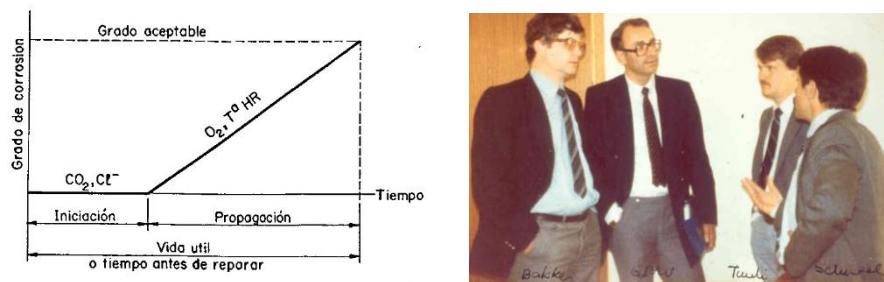 Grado aceptable
Grado de corrosion
O₂, Tª HR
CO₂, Cℓ⁻
Tiempo
Iniciación
Propagación
Vida util
o tiempo antes de reparar
Bakker